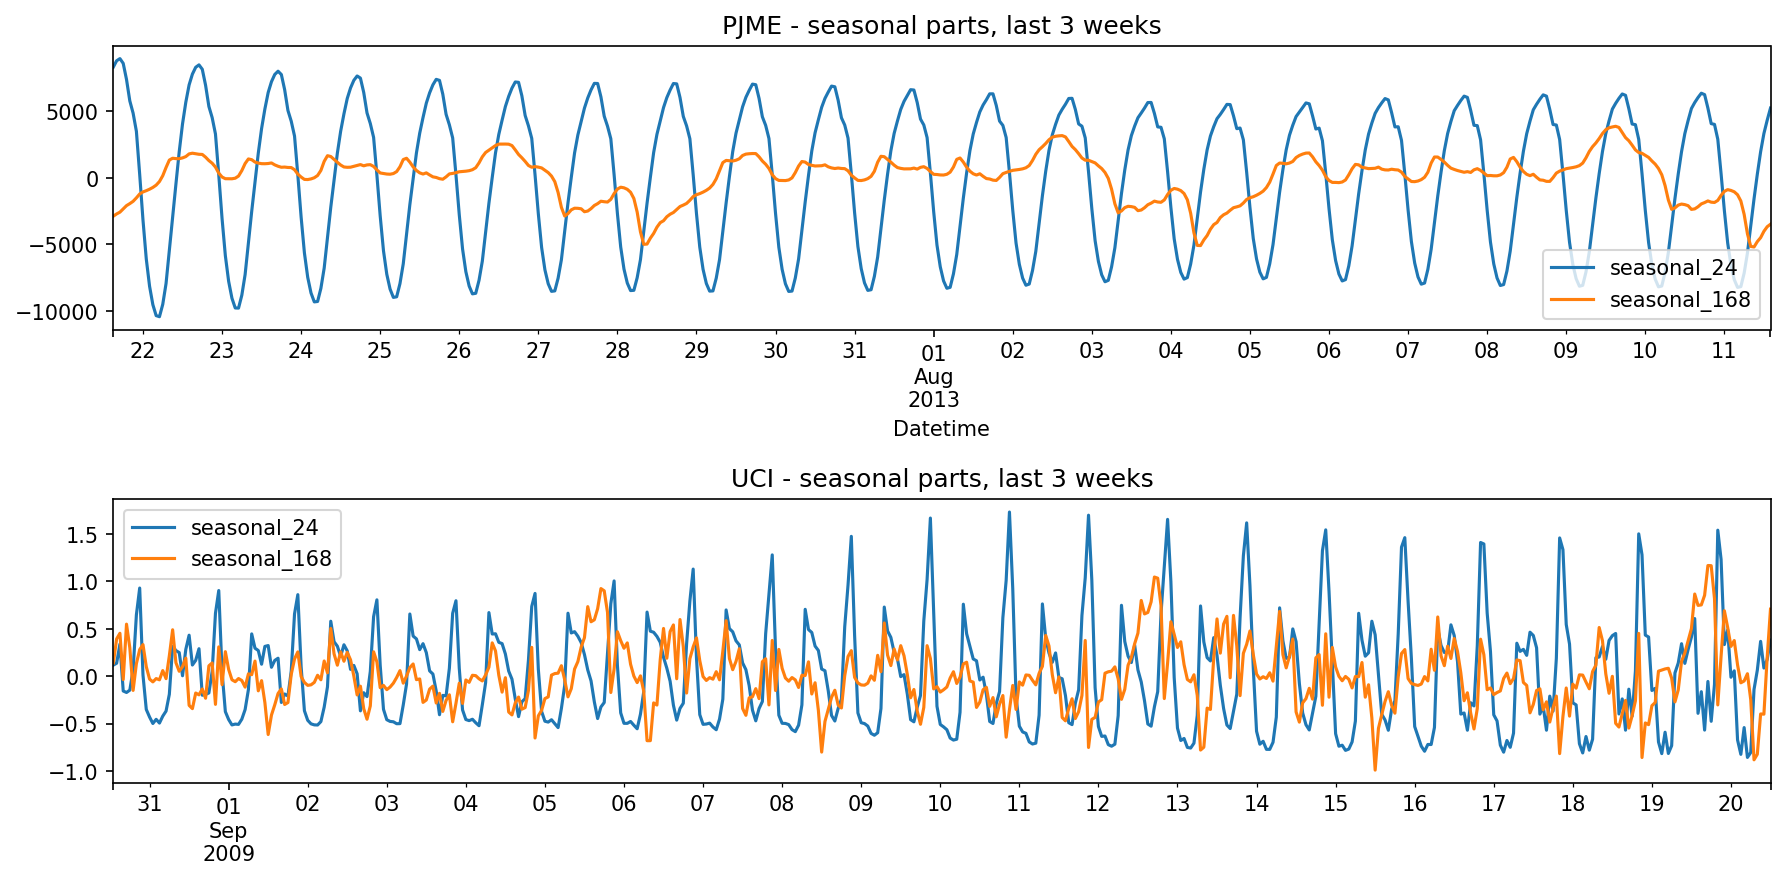 PJME - seasonal parts, last 3 weeks
5000
0
−5000
−10000
seasonal_24
seasonal_168
22 23 24 25 26 27 28 29 30 31 01 02 03 04 05 06 07 08 09 10 11
Aug
2013
Datetime
UCI - seasonal parts, last 3 weeks
seasonal_24
seasonal_168
1.5
1.0
0.5
0.0
−0.5
−1.0
31 01 02 03 04 05 06 07 08 09 10 11 12 13 14 15 16 17 18 19 20
Sep
2009